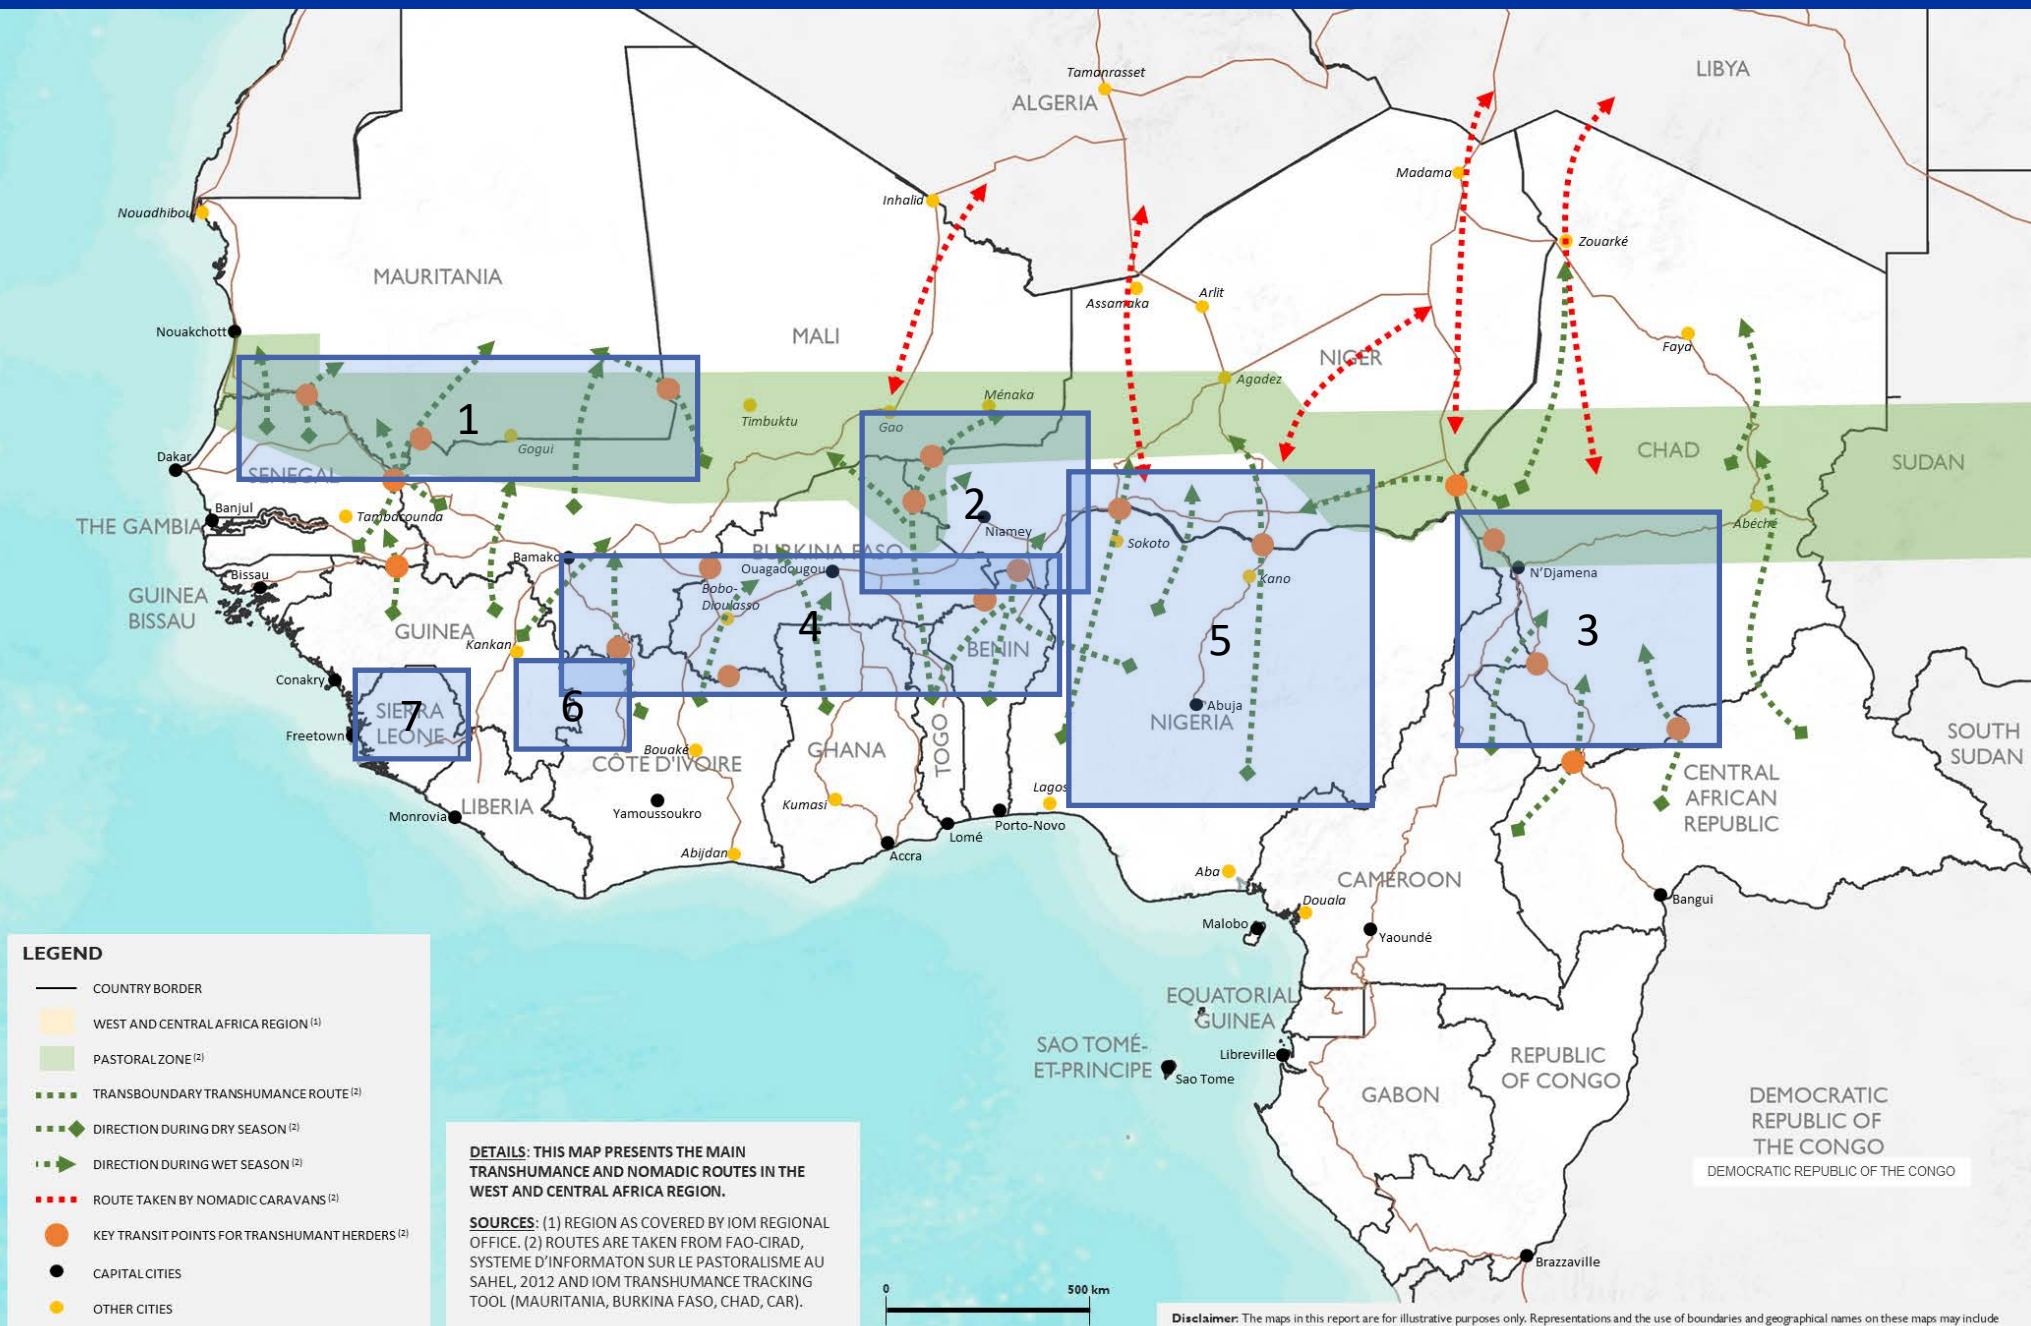 LIBYA
Tamanrasset
ALGERIA
Madama
Inhalid
Nouadhibou
Zouarké
MAURITANIA
Assamaka
Arlit
Nouakchott
MALI
NIGER
Faya
Agadez
Ménaka
Timbuktu
Gao
1
Gogui
Dakar
CHAD
SUDAN
SENEGAL
Banjul
Tambacounda
2
Niamey
THE GAMBIA
Abéché
Sokoto
Bamako
BURKINA FASO
Ouagadougou
Bissau
N'Djamena
Kano
GUINEA
BISSAU
Bobo-
Dioulasso
GUINEA
4
5
3
Kankan
BENIN
Conakry
7
SIERRA
LEONE
6
Abuja
NIGERIA
Freetown
Bouaké
CÔTE D'IVOIRE
GHANA
TOGO
SOUTH
SUDAN
CENTRAL
AFRICAN
REPUBLIC
Lagos
LIBERIA
Monrovia
Yamoussoukro
Kumasi
Porto-Novo
Lomé
Abijdan
Accra
Aba
CAMEROON
Douala
Bangui
Malobo
Yaoundé
EQUATORIAL
GUINEA
SAO TOMÉ-
ET-PRINCIPE
Libreville
Sao Tome
REPUBLIC
OF CONGO
GABON
DEMOCRATIC
REPUBLIC OF
THE CONGO
DEMOCRATIC REPUBLIC OF THE CONGO
Brazzaville
LEGEND
COUNTRY BORDER
WEST AND CENTRAL AFRICA REGION (1)
PASTORAL ZONE (2)
TRANSBOUNDARY TRANSHUMANCE ROUTE (2)
DIRECTION DURING DRY SEASON (2)
DIRECTION DURING WET SEASON (2)
ROUTE TAKEN BY NOMADIC CARAVANS (2)
KEY TRANSIT POINTS FOR TRANSHUMANT HERDERS (2)
CAPITAL CITIES
OTHER CITIES
DETAILS: THIS MAP PRESENTS THE MAIN
TRANSHUMANCE AND NOMADIC ROUTES IN THE
WEST AND CENTRAL AFRICA REGION.
SOURCES: (1) REGION AS COVERED BY IOM REGIONAL
OFFICE. (2) ROUTES ARE TAKEN FROM FAO-CIRAD,
SYSTEME D'INFORMATON SUR LE PASTORALISME AU
SAHEL, 2012 AND IOM TRANSHUMANCE TRACKING
TOOL (MAURITANIA, BURKINA FASO, CHAD, CAR).
0 500 km
Disclaimer: The maps in this report are for illustrative purposes only. Representations and the use of boundaries and geographical names on these maps may include